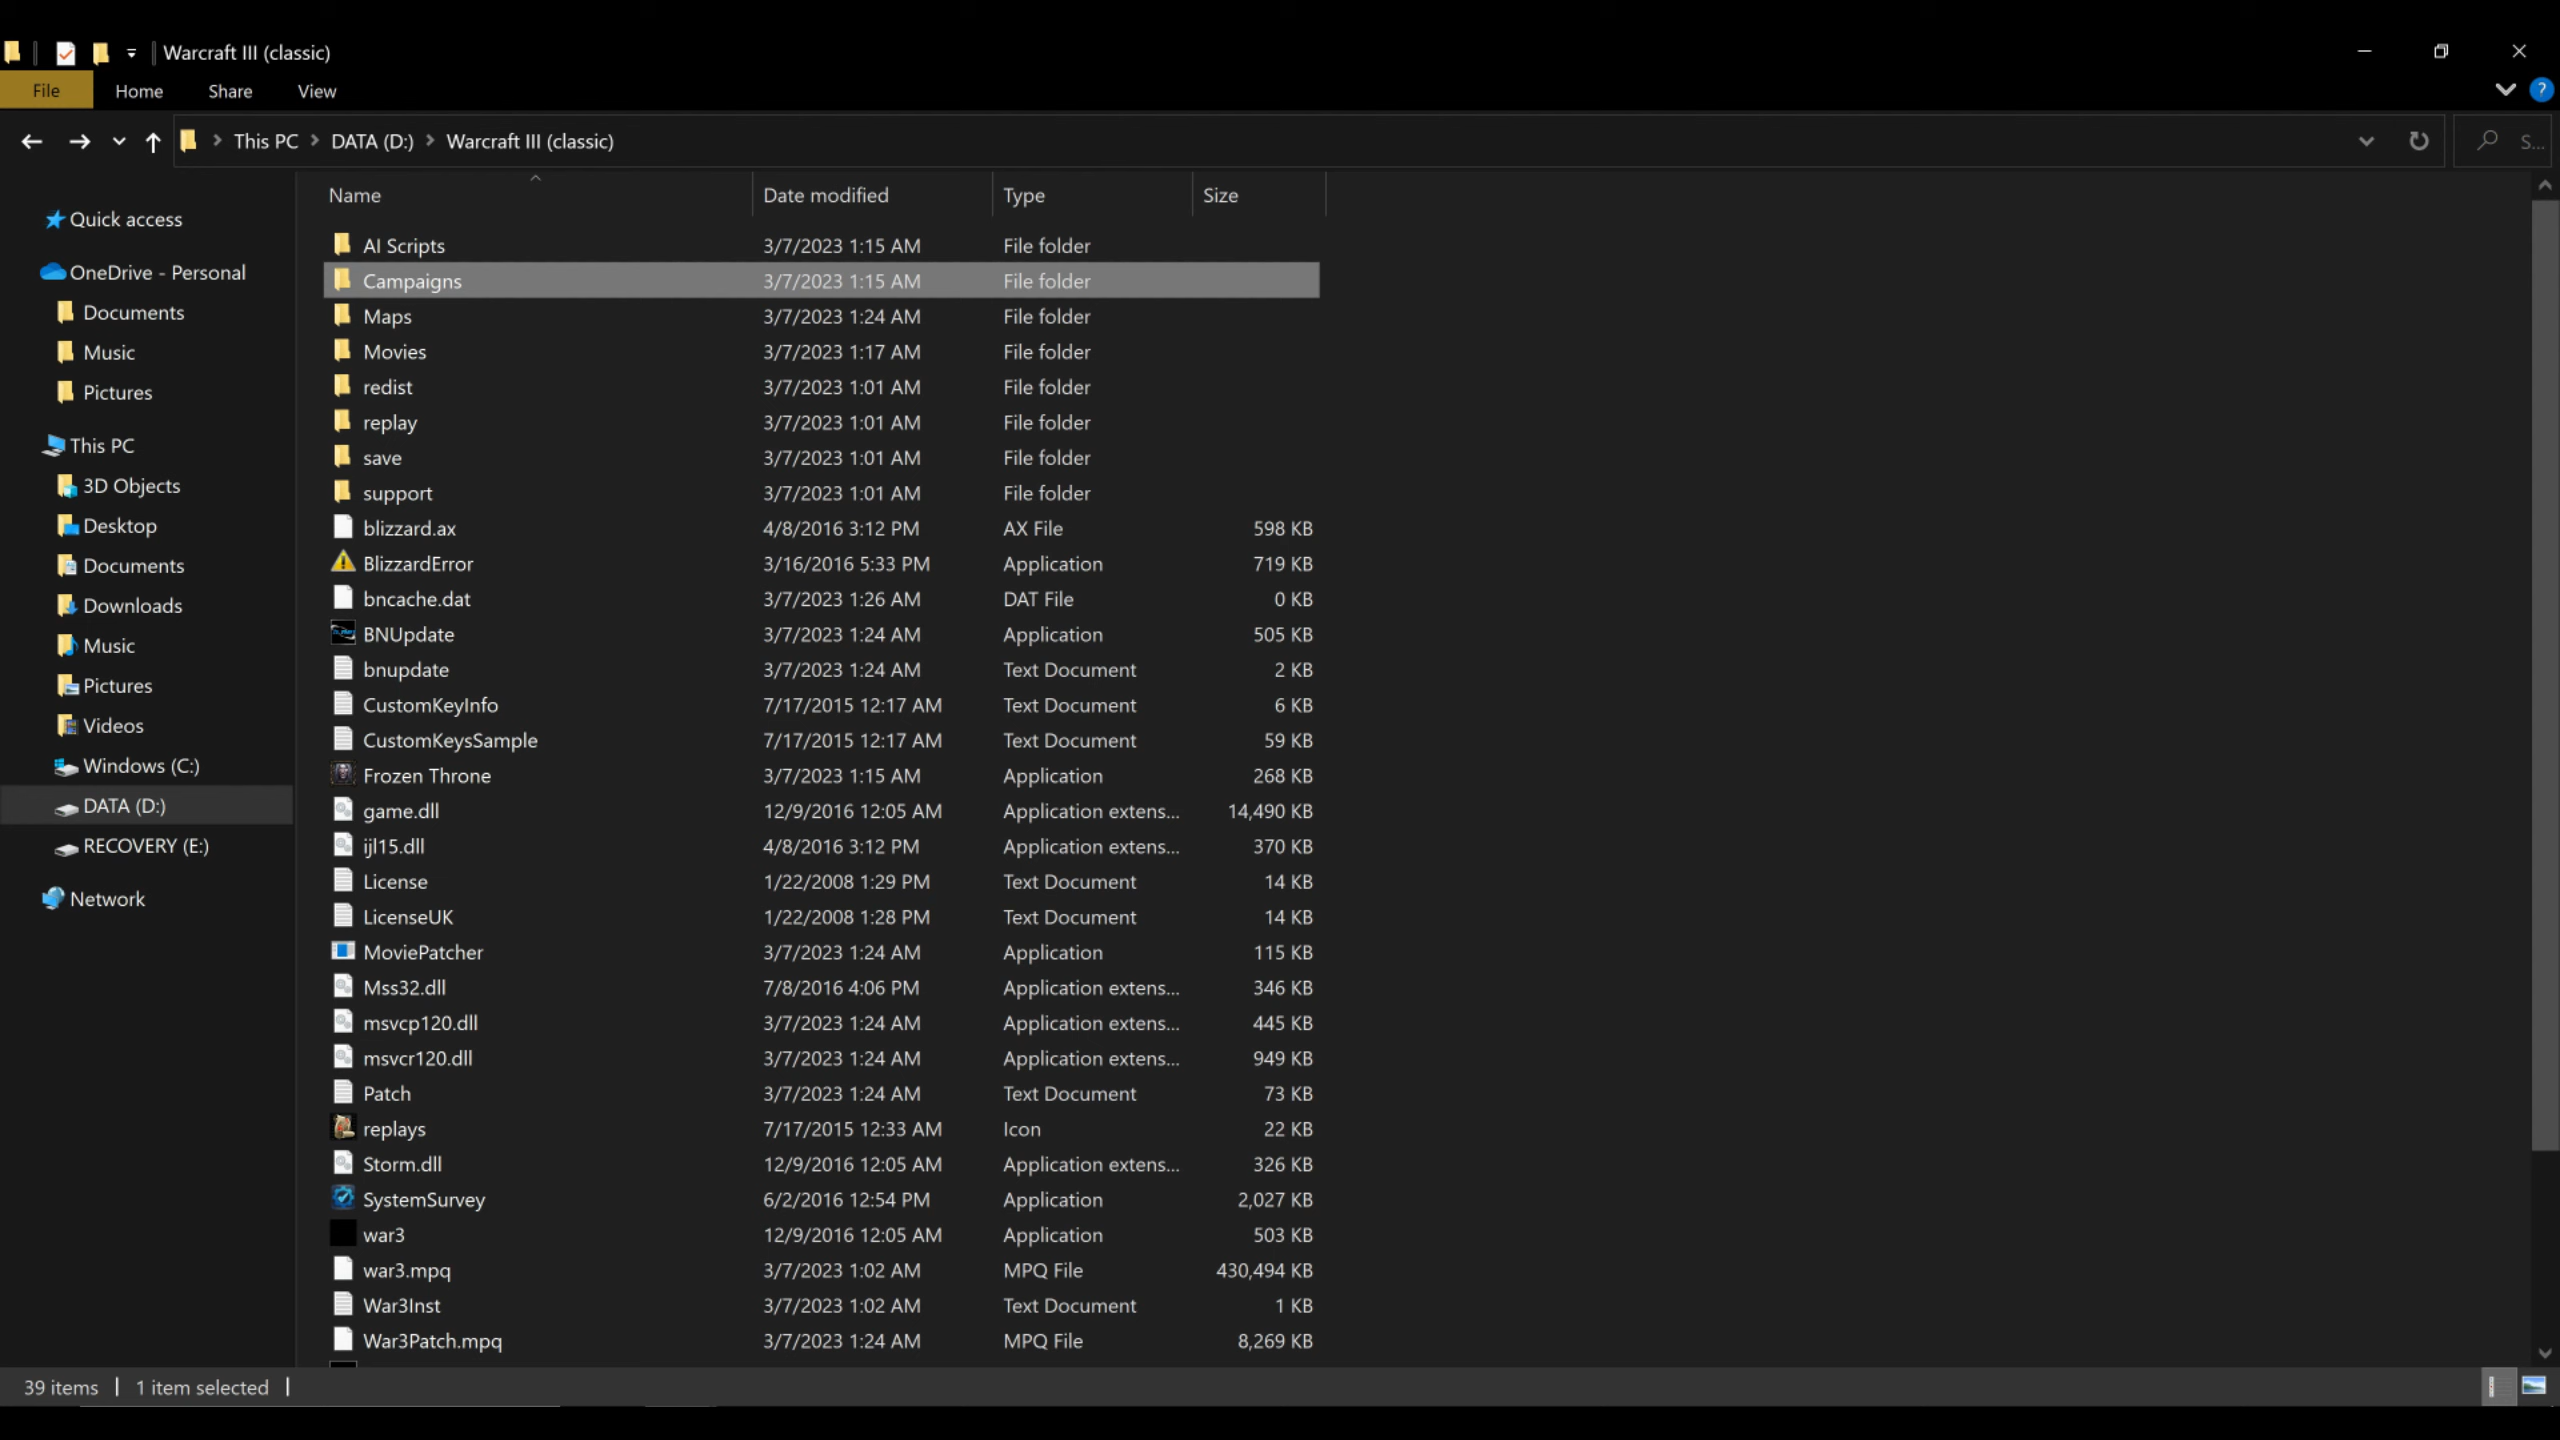 Warcraft III (classic)
File Home Share View
This PC DATA (D:) Warcraft III (classic) S...
Name Date modified Type Size
Quick access
OneDrive - Personal
Documents
Music
Pictures
This PC
3D Objects
Desktop
Documents
Downloads
Music
Pictures
Videos
Windows (C:)
DATA (D:)
RECOVERY (E:)
Network
AI Scripts 3/7/2023 1:15 AM File folder
Campaigns 3/7/2023 1:15 AM File folder
Maps 3/7/2023 1:24 AM File folder
Movies 3/7/2023 1:17 AM File folder
redist 3/7/2023 1:01 AM File folder
replay 3/7/2023 1:01 AM File folder
save 3/7/2023 1:01 AM File folder
support 3/7/2023 1:01 AM File folder
blizzard.ax 4/8/2016 3:12 PM AX File 598 KB
BlizzardError 3/16/2016 5:33 PM Application 719 KB
bncache.dat 3/7/2023 1:26 AM DAT File 0 KB
BNUpdate 3/7/2023 1:24 AM Application 505 KB
bnupdate 3/7/2023 1:24 AM Text Document 2 KB
CustomKeyInfo 7/17/2015 12:17 AM Text Document 6 KB
CustomKeysSample 7/17/2015 12:17 AM Text Document 59 KB
Frozen Throne 3/7/2023 1:15 AM Application 268 KB
game.dll 12/9/2016 12:05 AM Application extens... 14,490 KB
ijl15.dll 4/8/2016 3:12 PM Application extens... 370 KB
License 1/22/2008 1:29 PM Text Document 14 KB
LicenseUK 1/22/2008 1:28 PM Text Document 14 KB
MoviePatcher 3/7/2023 1:24 AM Application 115 KB
Mss32.dll 7/8/2016 4:06 PM Application extens... 346 KB
msvcp120.dll 3/7/2023 1:24 AM Application extens... 445 KB
msvcr120.dll 3/7/2023 1:24 AM Application extens... 949 KB
Patch 3/7/2023 1:24 AM Text Document 73 KB
replays 7/17/2015 12:33 AM Icon 22 KB
Storm.dll 12/9/2016 12:05 AM Application extens... 326 KB
SystemSurvey 6/2/2016 12:54 PM Application 2,027 KB
war3 12/9/2016 12:05 AM Application 503 KB
war3.mpq 3/7/2023 1:02 AM MPQ File 430,494 KB
War3Inst 3/7/2023 1:02 AM Text Document 1 KB
War3Patch.mpq 3/7/2023 1:24 AM MPQ File 8,269 KB
39 items 1 item selected